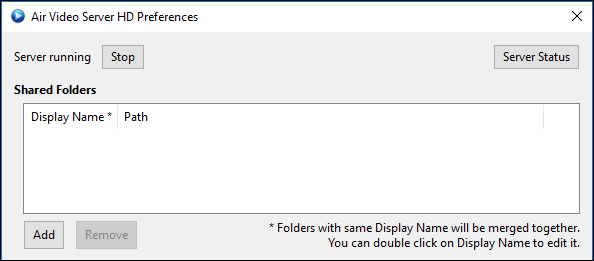 Air Video Server HD Preferences
Server running Stop Server Status
Shared Folders
Display Name * Path
Add Remove * Folders with same Display Name will be merged together.
You can double click on Display Name to edit it.